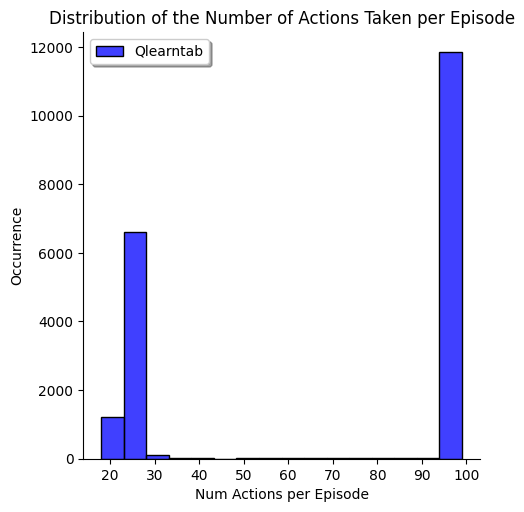 Distribution of the Number of Actions Taken per Episode
Qlearntab
12000
10000
8000
6000
4000
2000
0
Occurrence
20 30 40 50 60 70 80 90 100
Num Actions per Episode